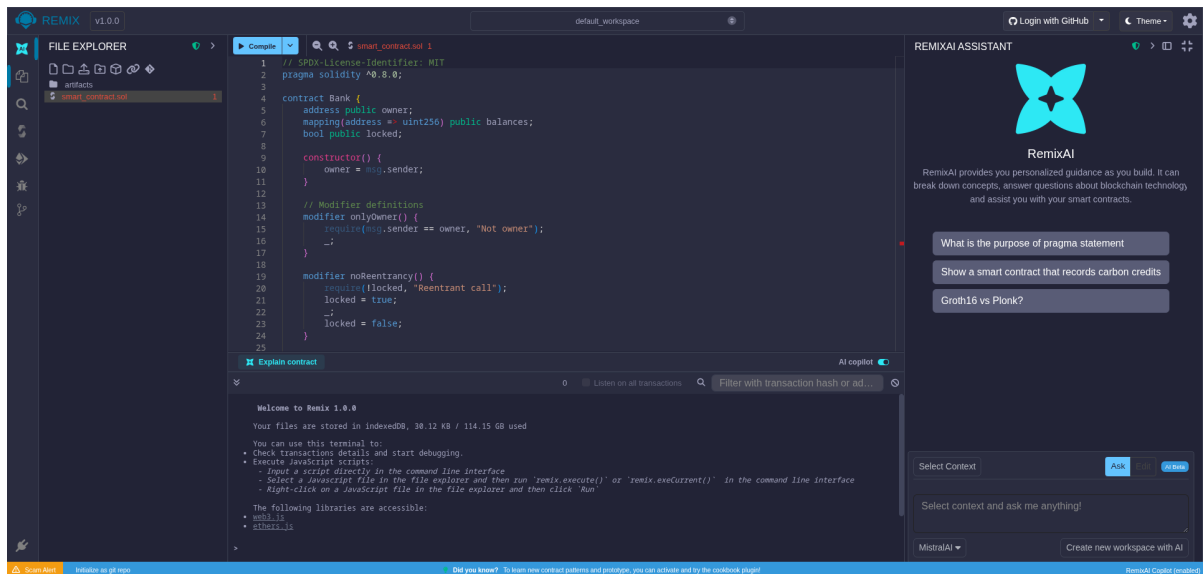 REMIX v1.0.0
default_workspace
Login with GitHub
Theme
FILE EXPLORER
artifacts
smart_contract.sol 1
Compile
smart_contract.sol 1
1 // SPDX-License-Identifier: MIT
2 pragma solidity ^0.8.0;
3
4 contract Bank {
5 address public owner;
6 mapping(address => uint256) public balances;
7 bool public locked;
8
9 constructor() {
10 owner = msg.sender;
11 }
12
13 // Modifier definitions
14 modifier onlyOwner() {
15 require(msg.sender == owner, "Not owner");
16 _;
17 }
18
19 modifier noReentrancy() {
20 require(!locked, "Reentrant call");
21 locked = true;
22 _;
23 locked = false;
24 }
25
Explain contract
AI copilot
0 Listen on all transactions
Filter with transaction hash or ad...
Welcome to Remix 1.0.0
Your files are stored in indexedDB, 30.12 KB / 114.15 GB used
You can use this terminal to:
• Check transactions details and start debugging.
• Execute JavaScript scripts:
- Input a script directly in the command line interface
- Select a Javascript file in the file explorer and then run `remix.execute()` or `remix.exeCurrent()` in the command line interface
- Right-click on a JavaScript file in the file explorer and then click `Run`
The following libraries are accessible:
• web3.js
• ethers.js
>
REMIXAI ASSISTANT
RemixAI
RemixAI provides you personalized guidance as you build. It can
break down concepts, answer questions about blockchain technology
and assist you with your smart contracts.
What is the purpose of pragma statement
Show a smart contract that records carbon credits
Groth16 vs Plonk?
Select Context
Ask Edit AI Beta
Select context and ask me anything!
MistralAI
Create new workspace with AI
Scam Alert
Initialize as git repo
Did you know? To learn new contract patterns and prototype, you can activate and try the cookbook plugin!
RemixAI Copilot (enabled)